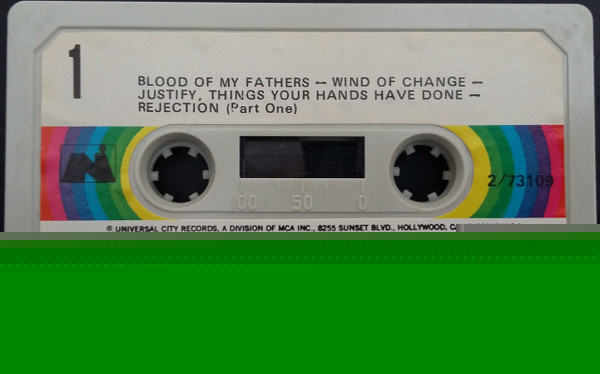 1
BLOOD OF MY FATHERS — WIND OF CHANGE —
JUSTIFY, THINGS YOUR HANDS HAVE DONE —
REJECTION (Part One)
2/73109
100 50 0
© UNIVERSAL CITY RECORDS, A DIVISION OF MCA INC., 8255 SUNSET BLVD., HOLLYWOOD,